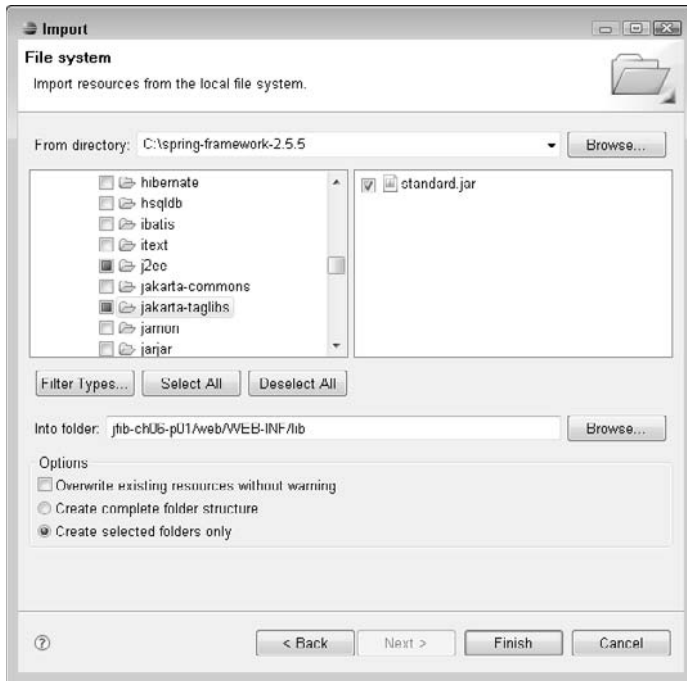 Import
File system
Import resources from the local file system.
From directory: C:\spring-framework-2.5.5 Browse...
hibernate
hsqldb
ibatis
itext
j2ee
jakarta-commons
jakarta-taglibs
jamon
jarjar
standard.jar
Filter Types... Select All Deselect All
Into folder: jfib-ch06-p01/web/WEB-INF/lib Browse...
Options
Overwrite existing resources without warning
Create complete folder structure
Create selected folders only
? < Back Next > Finish Cancel